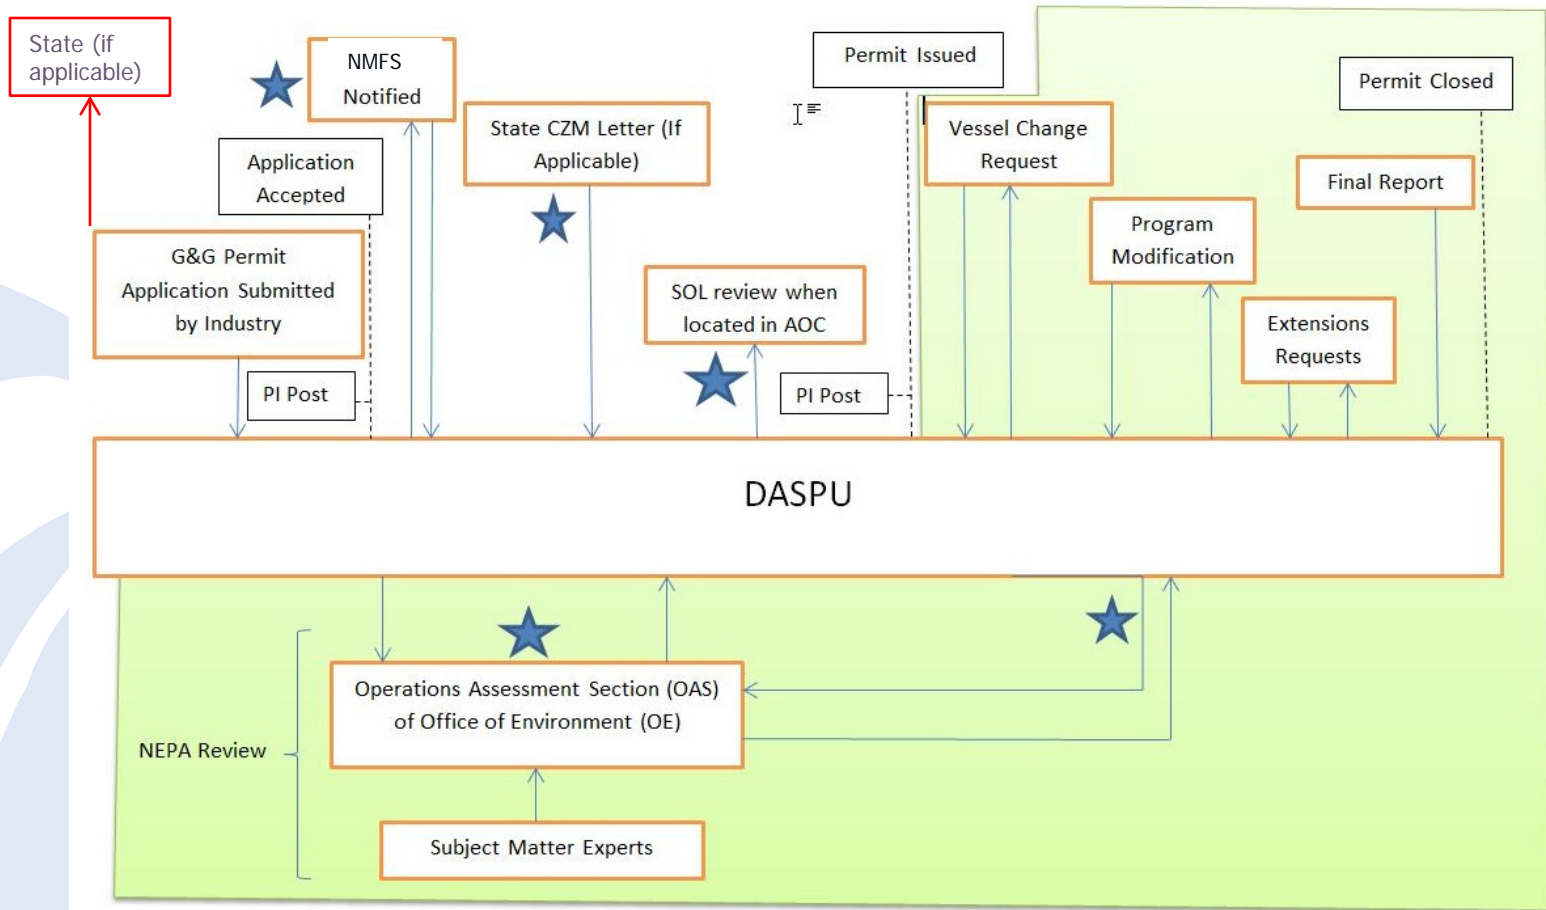 State (if
applicable)
NMFS
Notified
Application
Accepted
G&G Permit
Application Submitted
by Industry
PI Post
State CZM Letter (If
Applicable)
SOL review when
located in AOC
Permit Issued
PI Post
Vessel Change
Request
Program
Modification
Extensions
Requests
Permit Closed
Final Report
DASPU
Operations Assessment Section (OAS)
of Office of Environment (OE)
NEPA Review
Subject Matter Experts